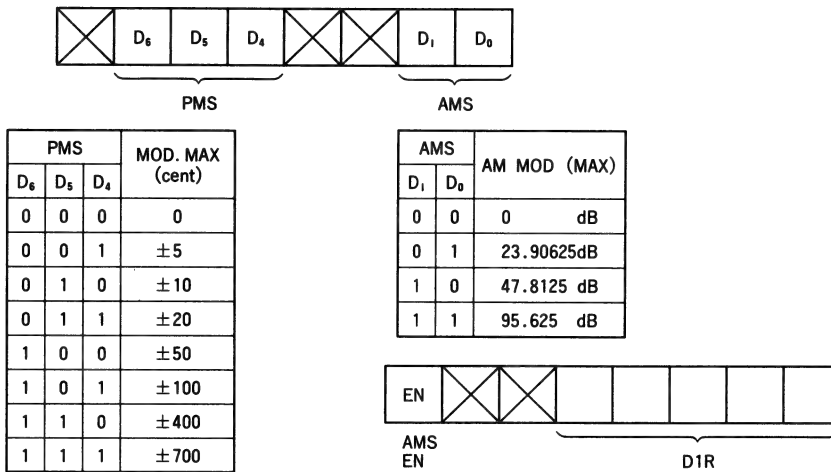 D₆ D₅ D₄ D₁ D₀
PMS AMS
PMS MOD. MAX (cent)
D₆ D₅ D₄
0 0 0 0
0 0 1 ±5
0 1 0 ±10
0 1 1 ±20
1 0 0 ±50
1 0 1 ±100
1 1 0 ±400
1 1 1 ±700
AMS AM MOD (MAX)
D₁ D₀
0 0 0 dB
0 1 23.90625dB
1 0 47.8125 dB
1 1 95.625 dB
EN
AMS
EN D1R